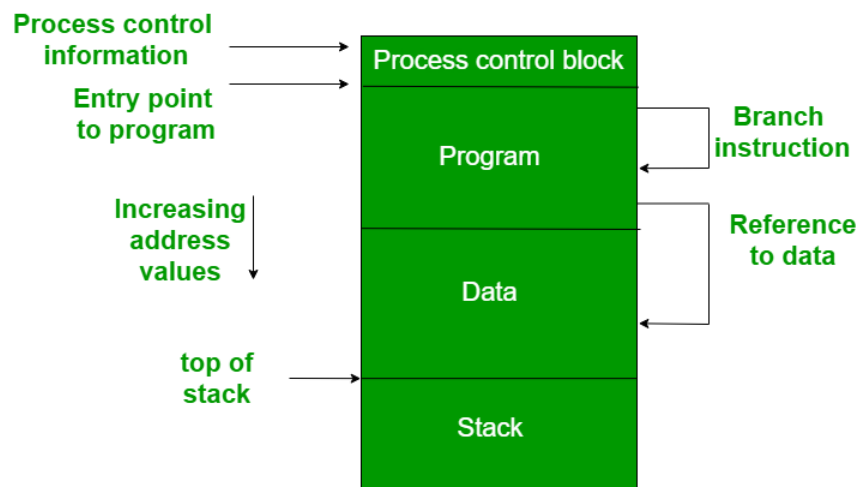 Process control
information
Process control block
Entry point
to program
Program
Branch
instruction
Increasing
address
values
Reference
to data
Data
top of
stack
Stack